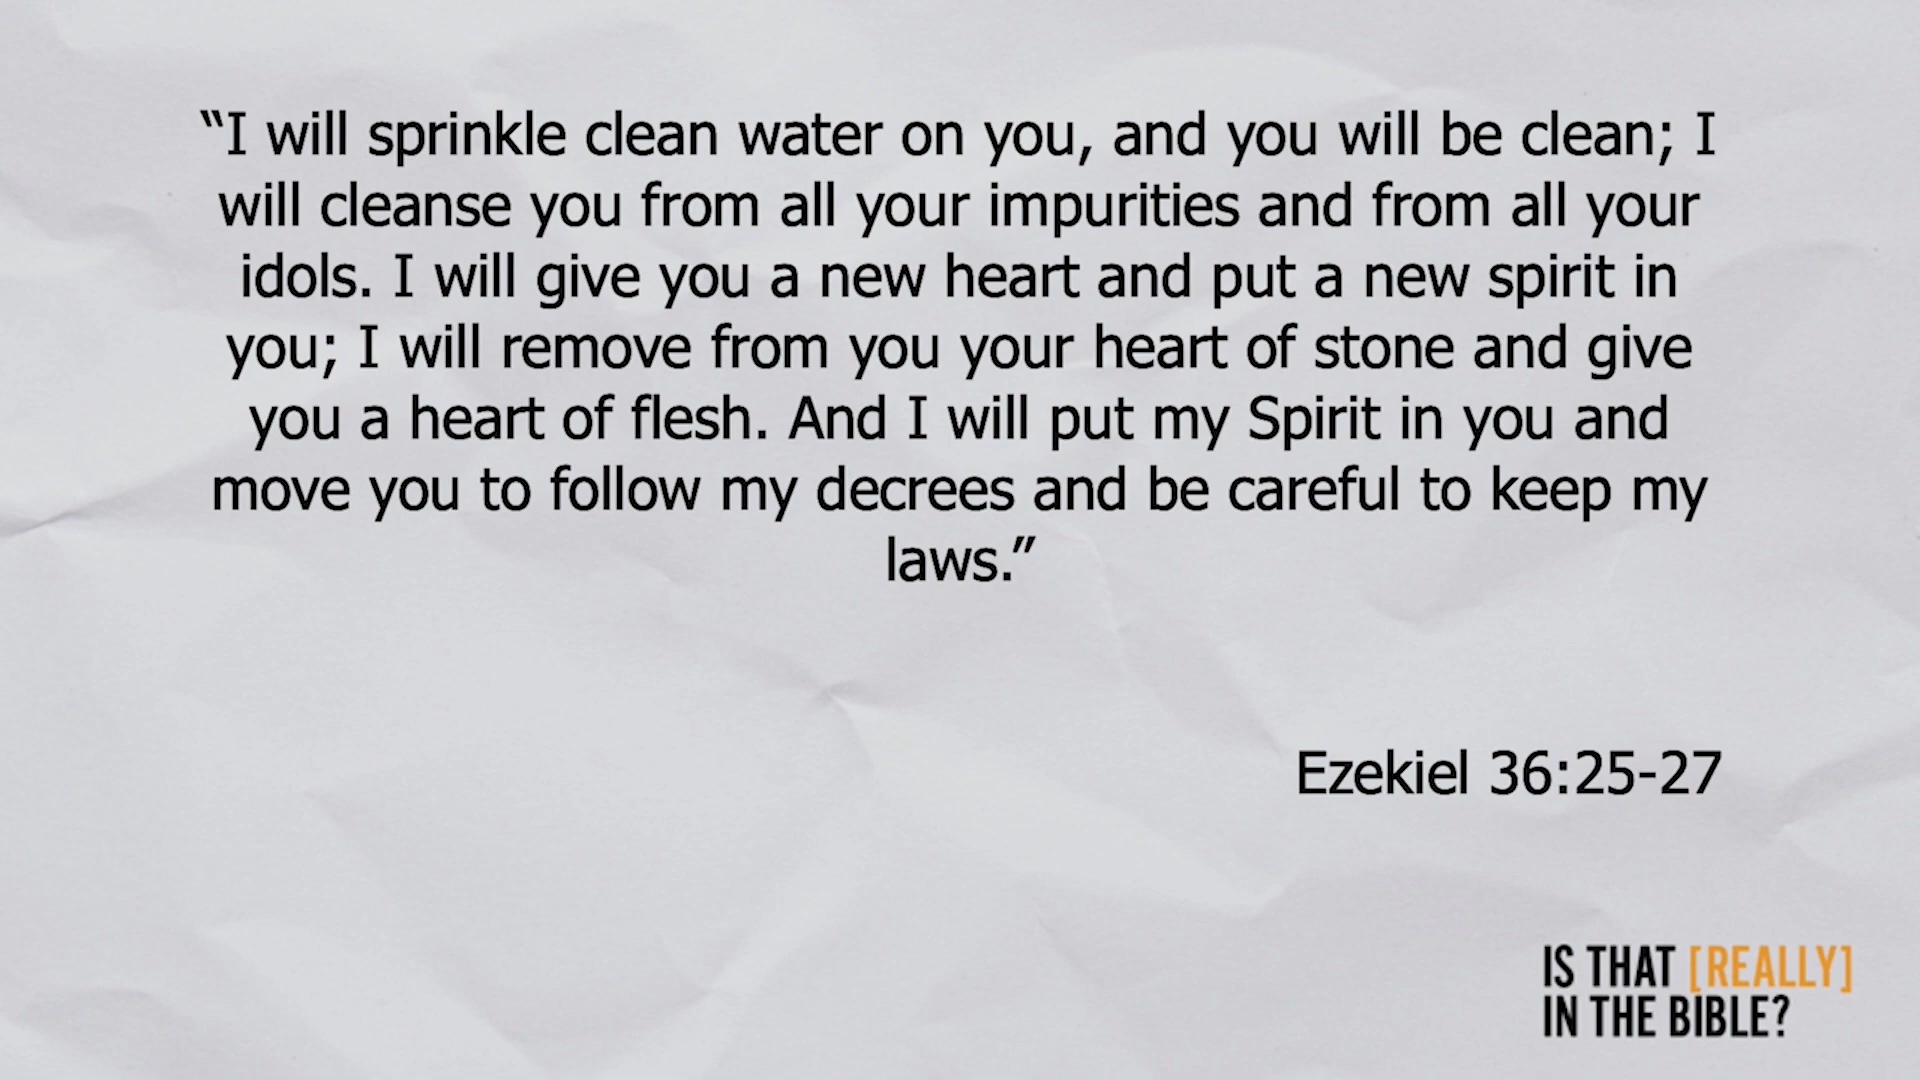 “I will sprinkle clean water on you, and you will be clean; I
will cleanse you from all your impurities and from all your
idols. I will give you a new heart and put a new spirit in
you; I will remove from you your heart of stone and give
you a heart of flesh. And I will put my Spirit in you and
move you to follow my decrees and be careful to keep my
laws.”
Ezekiel 36:25-27
IS THAT [REALLY]
IN THE BIBLE?